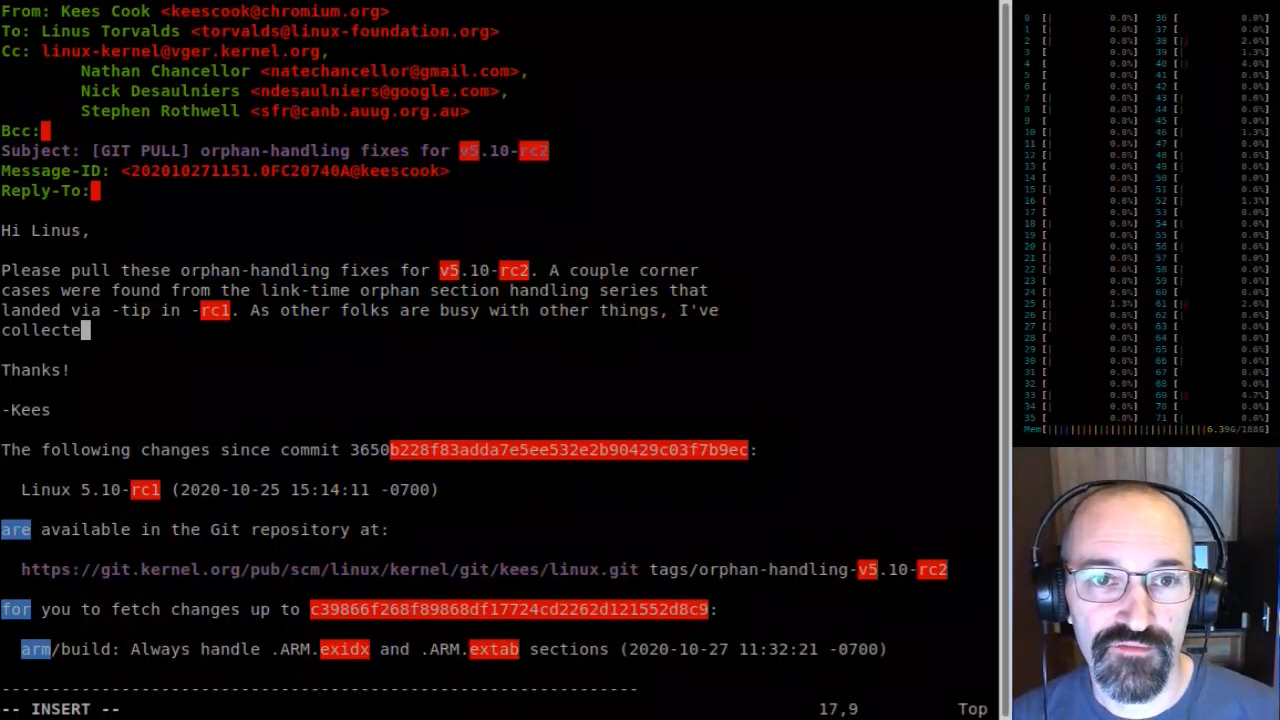 From: Kees Cook <keescook@chromium.org>
To: Linus Torvalds <torvalds@linux-foundation.org>
Cc: linux-kernel@vger.kernel.org,
Nathan Chancellor <natechancellor@gmail.com>,
Nick Desaulniers <ndesaulniers@google.com>,
Stephen Rothwell <sfr@canb.auug.org.au>
Bcc:
Subject: [GIT PULL] orphan-handling fixes for v5.10-rc2
Message-ID: <202010271151.0FC20740A@keescook>
Reply-To:
Hi Linus,
Please pull these orphan-handling fixes for v5.10-rc2. A couple corner
cases were found from the link-time orphan section handling series that
landed via -tip in -rc1. As other folks are busy with other things, I've
collecte
Thanks!
-Kees
The following changes since commit 3650b228f83adda7e5ee532e2b90429c03f7b9ec:
Linux 5.10-rc1 (2020-10-25 15:14:11 -0700)
are available in the Git repository at:
https://git.kernel.org/pub/scm/linux/kernel/git/kees/linux.git tags/orphan-handling-v5.10-rc2
for you to fetch changes up to c39866f268f89868df17724cd2262d121552d8c9:
arm/build: Always handle .ARM.exidx and .ARM.extab sections (2020-10-27 11:32:21 -0700)
----------------------------------------------------------------
-- INSERT -- 17,9 Top
Mem[ 6.39G/188G]